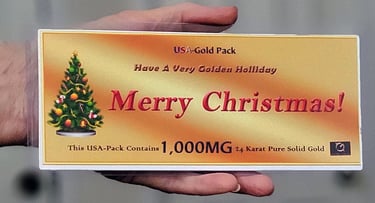 USA-Gold Pack
Have A Very Golden Holliday
Merry Christmas!
This USA-Pack Contains 1,000MG 24 Karat Pure Solid Gold